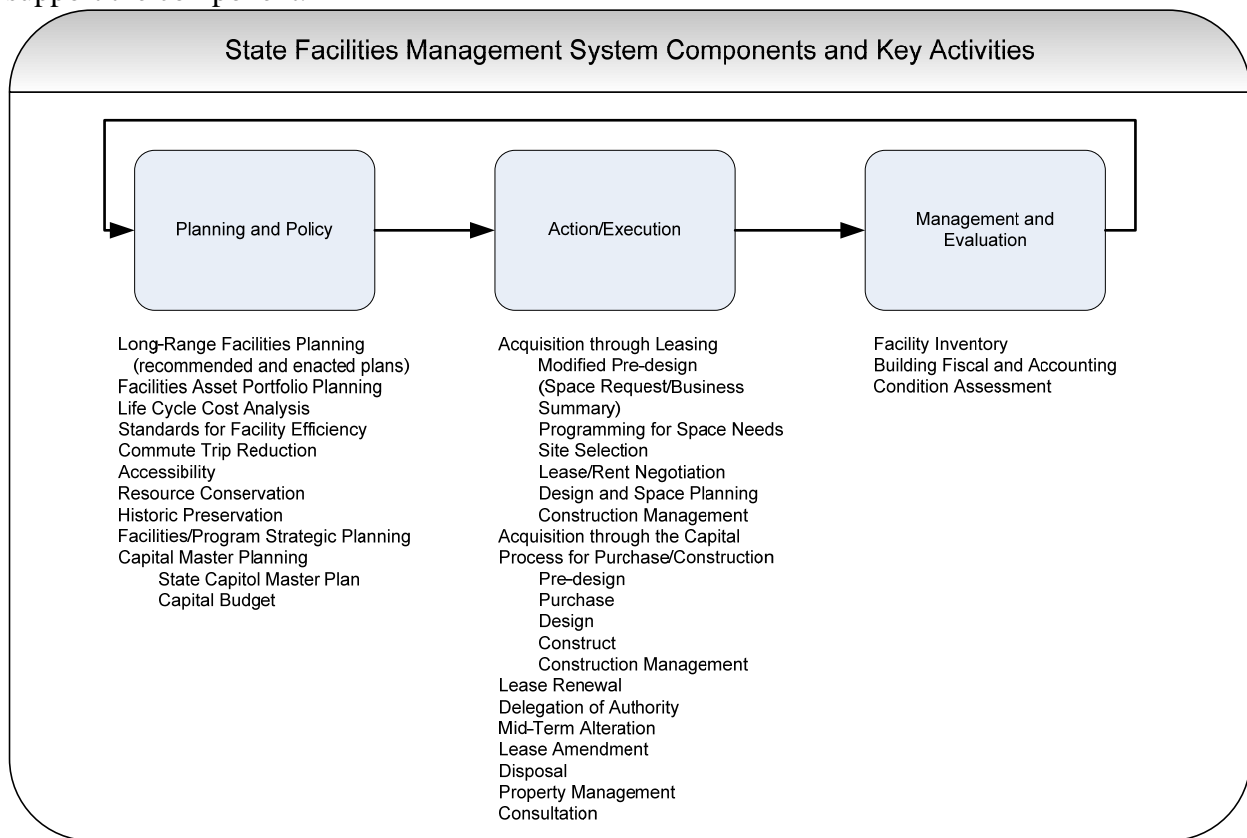 State Facilities Management System Components and Key Activities
Planning and Policy
Action/Execution
Management and
Evaluation
Long-Range Facilities Planning
(recommended and enacted plans)
Facilities Asset Portfolio Planning
Life Cycle Cost Analysis
Standards for Facility Efficiency
Commute Trip Reduction
Accessibility
Resource Conservation
Historic Preservation
Facilities/Program Strategic Planning
Capital Master Planning
State Capitol Master Plan
Capital Budget
Acquisition through Leasing
Modified Pre-design
(Space Request/Business
Summary)
Programming for Space Needs
Site Selection
Lease/Rent Negotiation
Design and Space Planning
Construction Management
Acquisition through the Capital
Process for Purchase/Construction
Pre-design
Purchase
Design
Construct
Construction Management
Lease Renewal
Delegation of Authority
Mid-Term Alteration
Lease Amendment
Disposal
Property Management
Consultation
Facility Inventory
Building Fiscal and Accounting
Condition Assessment